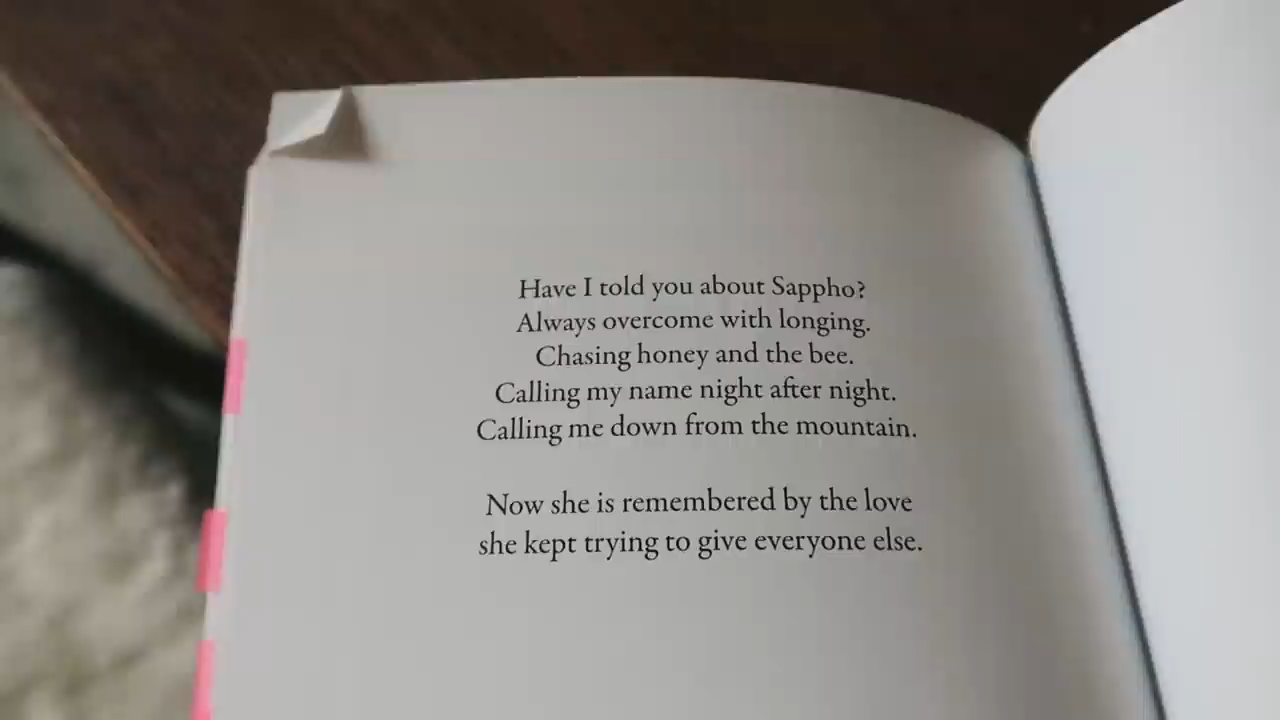 Have I told you about Sappho?
Always overcome with longing.
Chasing honey and the bee.
Calling my name night after night.
Calling me down from the mountain.
Now she is remembered by the love
she kept trying to give everyone else.